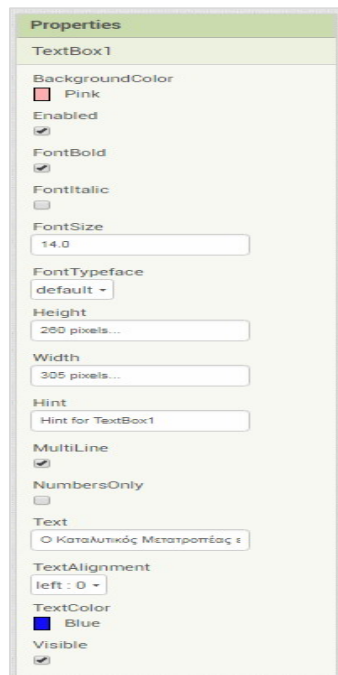 Properties
TextBox1
BackgroundColor
Pink
Enabled
FontBold
FontItalic
FontSize
14.0
FontTypeface
default
Height
260 pixels...
Width
305 pixels...
Hint
Hint for TextBox1
MultiLine
NumbersOnly
Text
Ο Καταλυτικός Μετατροπέας ε
TextAlignment
left : 0
TextColor
Blue
Visible